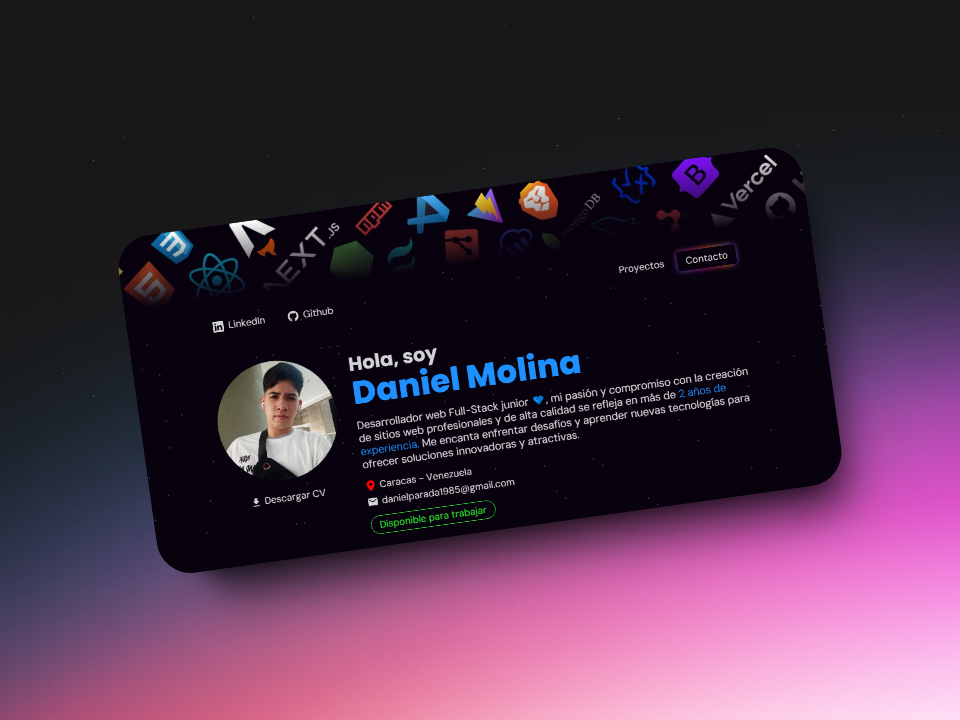 NEXT.JS
npm
mongoDB
B
Vercel
Proyectos
Contacto
LinkedIn
Github
Hola, soy
Daniel Molina
Desarrollador web Full-Stack junior 💙, mi pasión y compromiso con la creación
de sitios web profesionales y de alta calidad se refleja en más de 2 años de
experiencia. Me encanta enfrentar desafíos y aprender nuevas tecnologías para
ofrecer soluciones innovadoras y atractivas.
Caracas - Venezuela
danielparada1985@gmail.com
Descargar CV
Disponible para trabajar